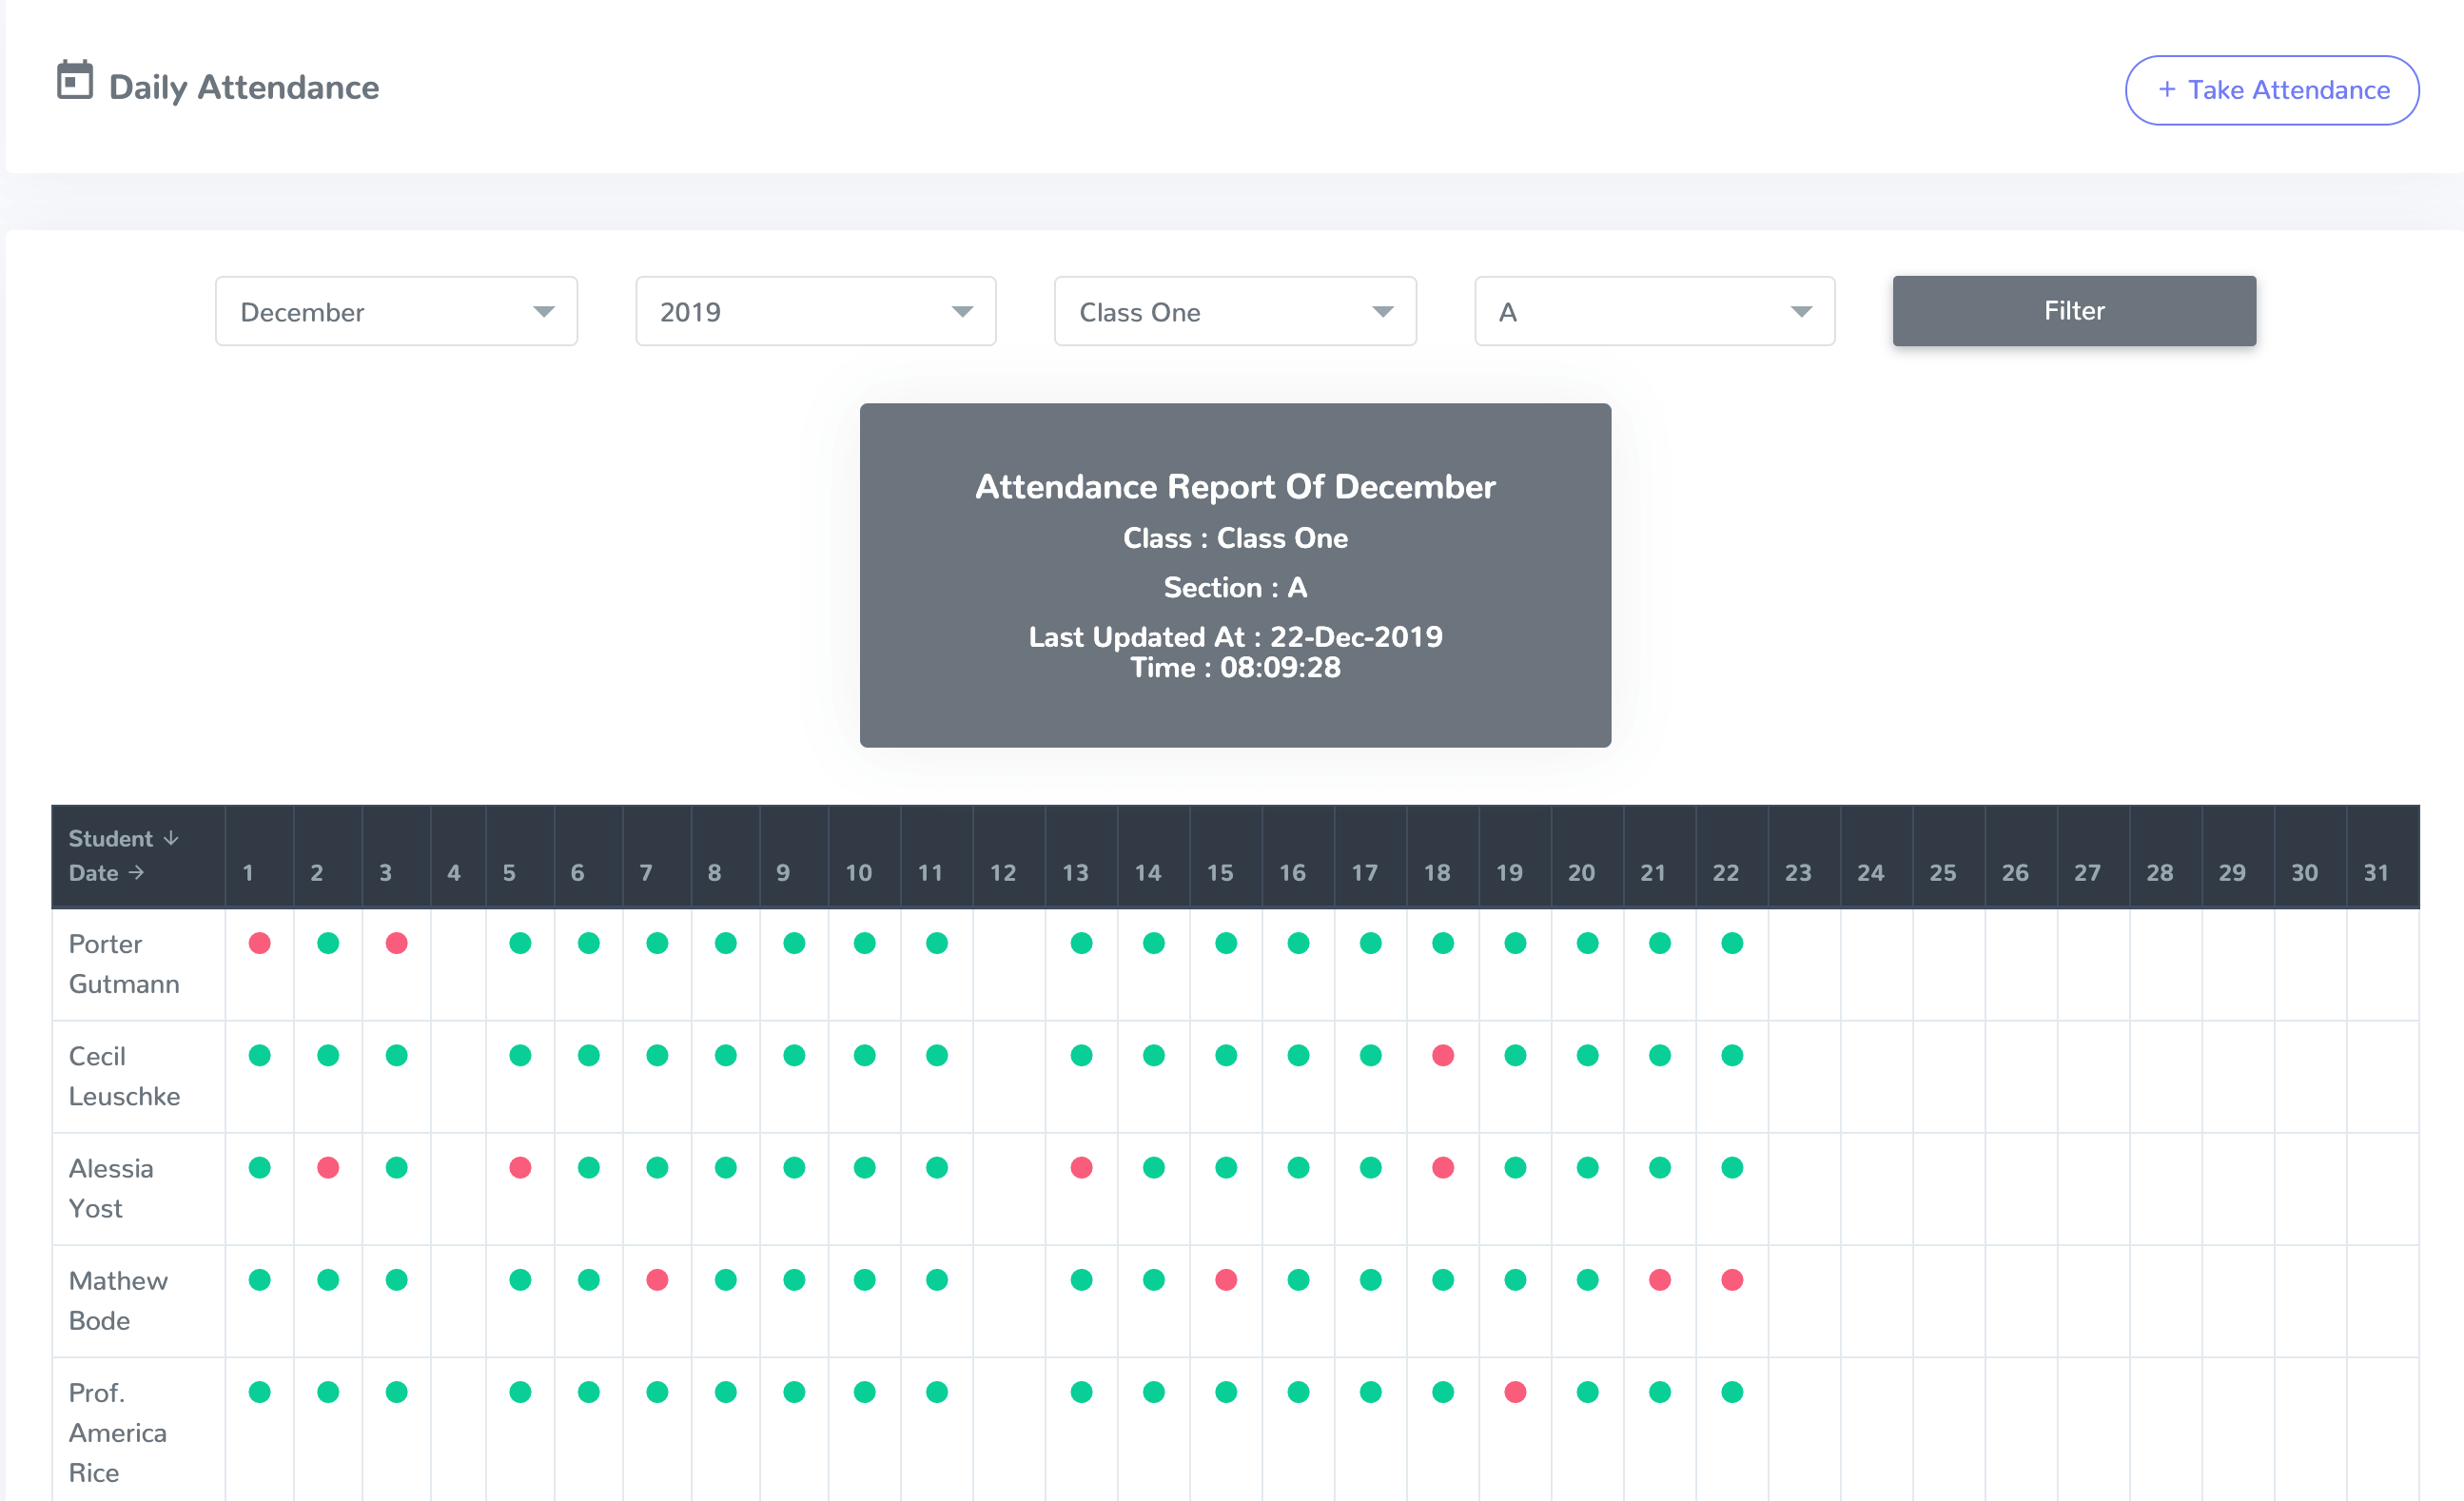 Daily Attendance
+ Take Attendance
December 2019 Class One A Filter
Attendance Report Of December
Class : Class One
Section : A
Last Updated At : 22-Dec-2019
Time : 08:09:28
Student ↓
Date → 1 2 3 4 5 6 7 8 9 10 11 12 13 14 15 16 17 18 19 20 21 22 23 24 25 26 27 28 29 30 31
Porter
Gutmann
Cecil
Leuschke
Alessia
Yost
Mathew
Bode
Prof.
America
Rice